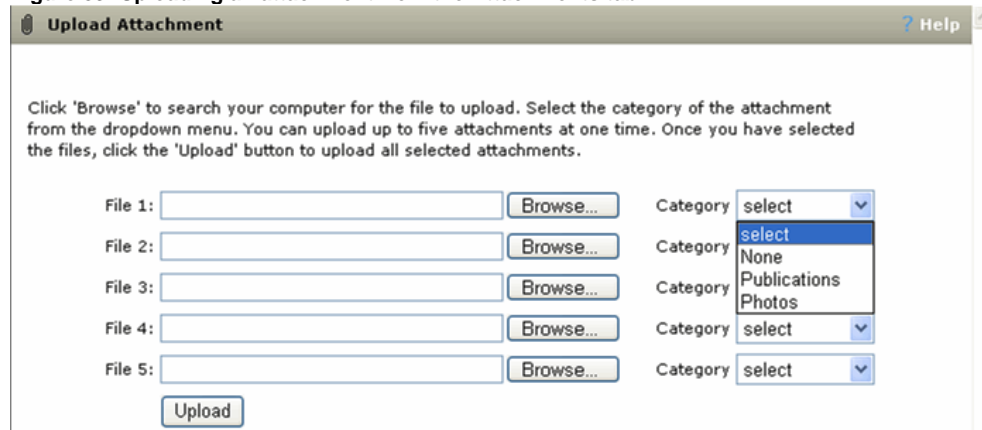 Upload Attachment ? Help
Click 'Browse' to search your computer for the file to upload. Select the category of the attachment
from the dropdown menu. You can upload up to five attachments at one time. Once you have selected
the files, click the 'Upload' button to upload all selected attachments.
File 1: Browse... Category select
select
File 2: Browse... Category
None
Publications
File 3: Browse... Category
Photos
File 4: Browse... Category select
File 5: Browse... Category select
Upload